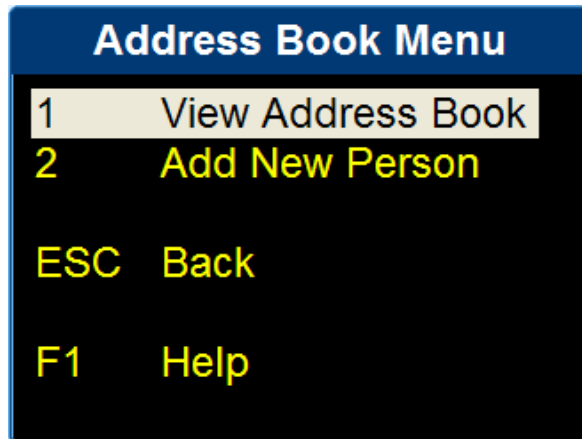 Address Book Menu
1 View Address Book
2 Add New Person
ESC Back
F1 Help